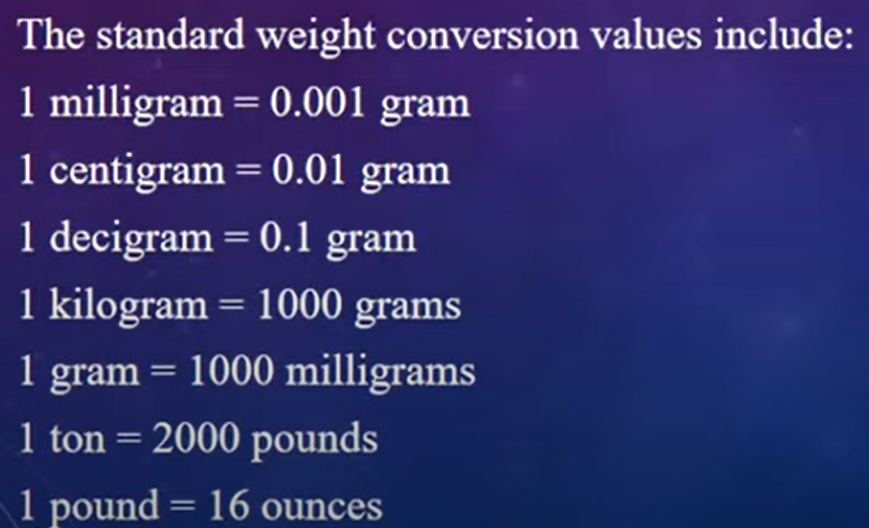 The standard weight conversion values include:
1 milligram = 0.001 gram
1 centigram = 0.01 gram
1 decigram = 0.1 gram
1 kilogram = 1000 grams
1 gram = 1000 milligrams
1 ton = 2000 pounds
1 pound = 16 ounces